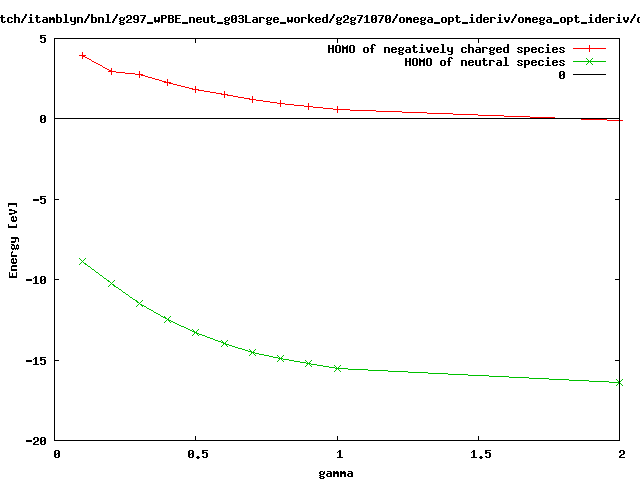 tch/itamblyn/bnl/g297_wPBE_neut_g03Large_worked/g2g71070/omega_opt_ideriv/omega_opt_ideriv/o
HOMO of negatively charged species
HOMO of neutral species
0
5
0
-5
-10
-15
-20
Energy [eV]
0 0.5 1 1.5 2
gamma